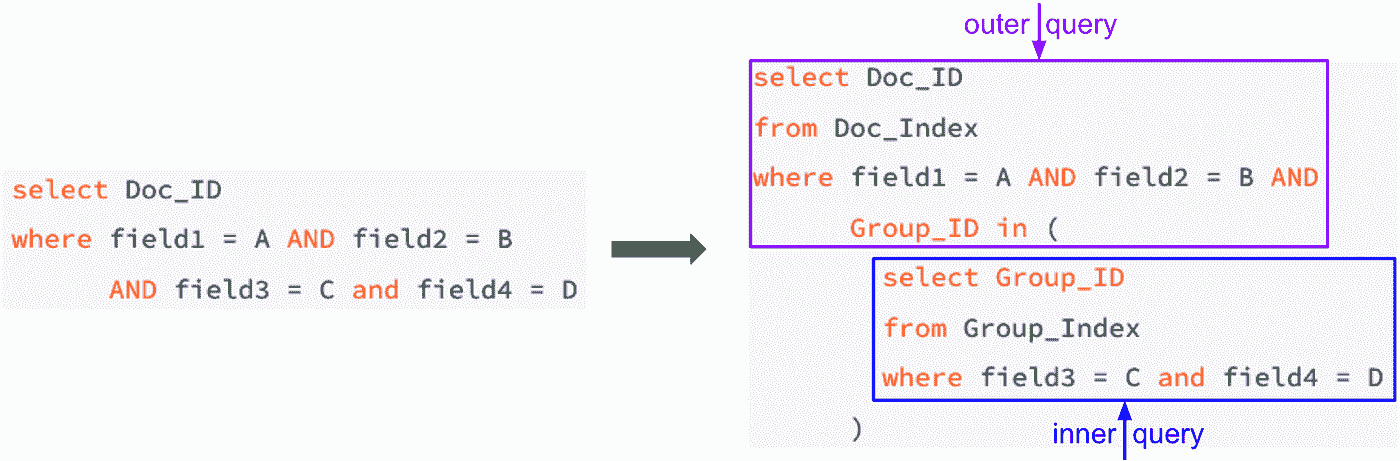 select Doc_ID
where field1 = A AND field2 = B
AND field3 = C and field4 = D
outer query
select Doc_ID
from Doc_Index
where field1 = A AND field2 = B AND
Group_ID in (
select Group_ID
from Group_Index
where field3 = C and field4 = D
)
inner query